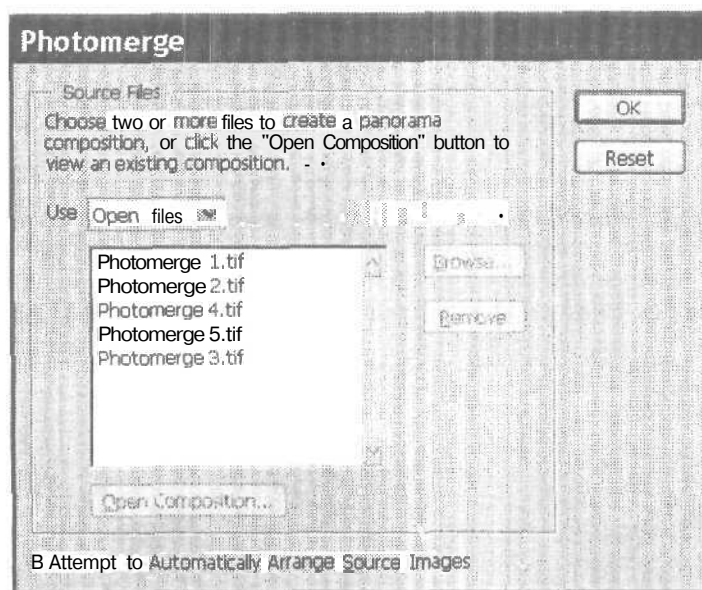 Photomerge
Source Files
Choose two or more files to create a panorama
composition, or click the "Open Composition" button to
view an existing composition.
OK
Reset
Use Open files
Photomerge 1.tif
Photomerge 2.tif
Photomerge 4.tif
Photomerge 5.tif
Photomerge 3.tif
Browse...
Remove
Open Composition...
B Attempt to Automatically Arrange Source Images